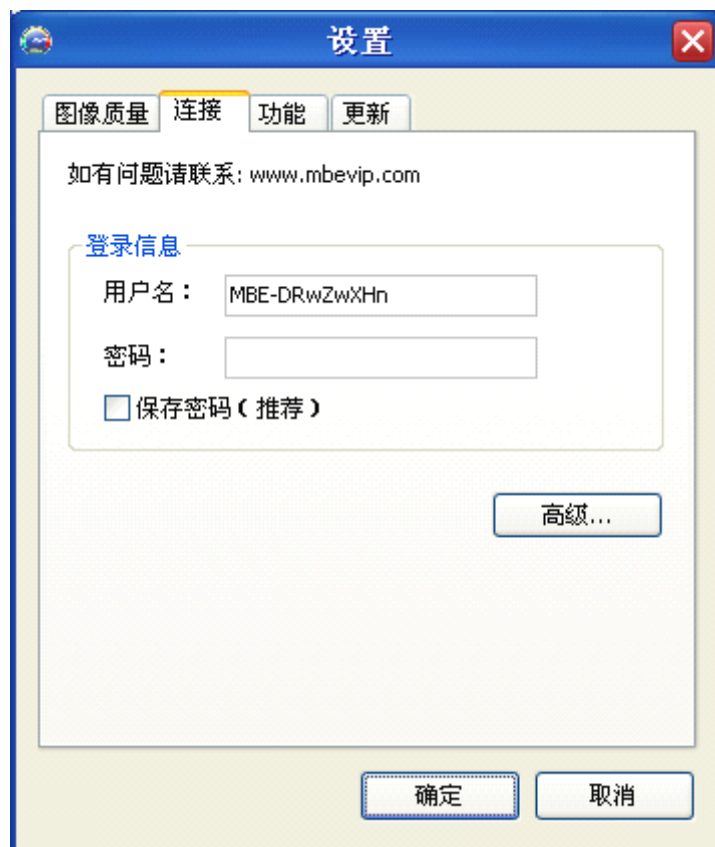 设置
图像质量 连接 功能 更新
如有问题请联系: www.mbevip.com
登录信息
用户名： MBE-DRwZwXHn
密码：
保存密码（推荐）
高级...
确定 取消